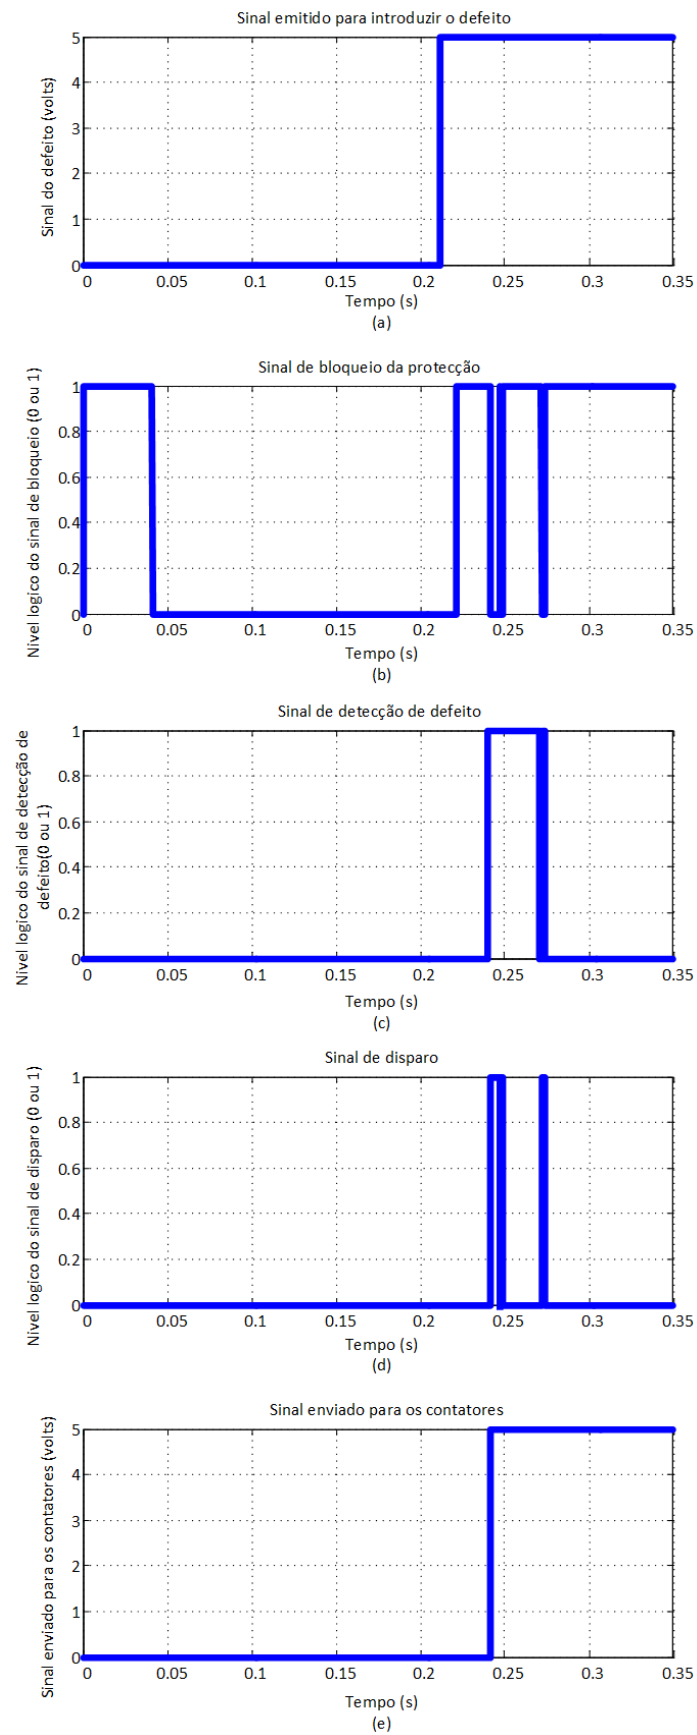 Sinal emitido para introduzir o defeito
Sinal do defeito (volts)
5
4
3
2
1
0
0 0.05 0.1 0.15 0.2 0.25 0.3 0.35
Tempo (s)
(a)
Sinal de bloqueio da protecção
Nivel logico do sinal de bloqueio (0 ou 1)
1
0.8
0.6
0.4
0.2
0
0 0.05 0.1 0.15 0.2 0.25 0.3 0.35
Tempo (s)
(b)
Sinal de detecção de defeito
Nivel logico do sinal de detecção de
defeito(0 ou 1)
1
0.8
0.6
0.4
0.2
0
0 0.05 0.1 0.15 0.2 0.25 0.3 0.35
Tempo (s)
(c)
Sinal de disparo
Nivel logico do sinal de disparo (0 ou 1)
1
0.8
0.6
0.4
0.2
0
0 0.05 0.1 0.15 0.2 0.25 0.3 0.35
Tempo (s)
(d)
Sinal enviado para os contatores
Sinal enviado para os contatores (volts)
5
4
3
2
1
0
0 0.05 0.1 0.15 0.2 0.25 0.3 0.35
Tempo (s)
(e)